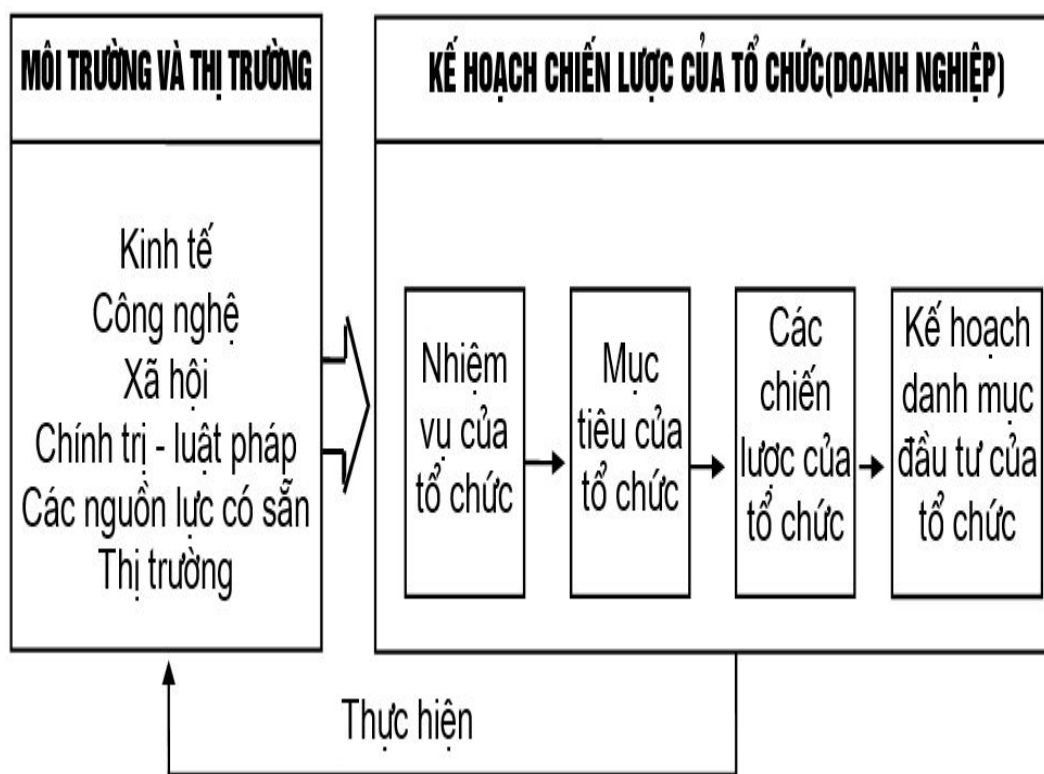 MÔI TRƯỜNG VÀ THỊ TRƯỜNG
Kinh tế
Công nghệ
Xã hội
Chính trị - luật pháp
Các nguồn lực có sẵn
Thị trường
KẾ HOẠCH CHIẾN LƯỢC CỦA TỔ CHỨC(DOANH NGHIỆP)
Nhiệm
vụ của
tổ chức
Mục
tiêu của
tổ chức
Các
chiến
lược của
tổ chức
Kế hoạch
danh mục
đầu tư của
tổ chức
Thực hiện